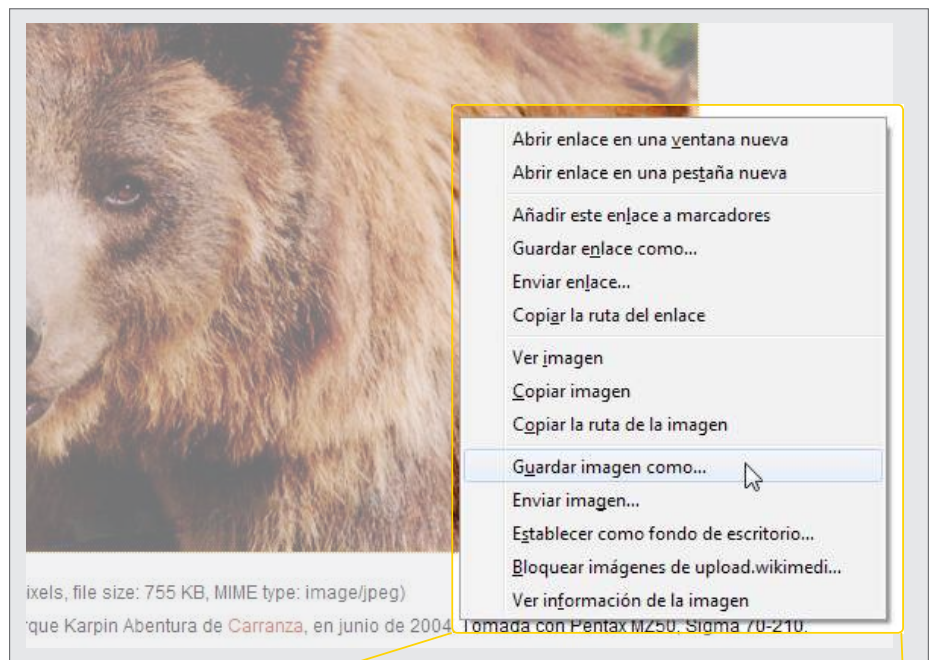 Abrir enlace en una ventana nueva
Abrir enlace en una pestaña nueva
Añadir este enlace a marcadores
Guardar enlace como...
Enviar enlace...
Copiar la ruta del enlace
Ver imagen
Copiar imagen
Copiar la ruta de la imagen
Guardar imagen como...
Enviar imagen...
Establecer como fondo de escritorio...
Bloquear imágenes de upload.wikimedi...
Ver información de la imagen
ixels, file size: 755 KB, MIME type: image/jpeg)
rque Karpin Abentura de Carranza, en junio de 2004. Tomada con Pentax MZ50, Sigma 70-210.